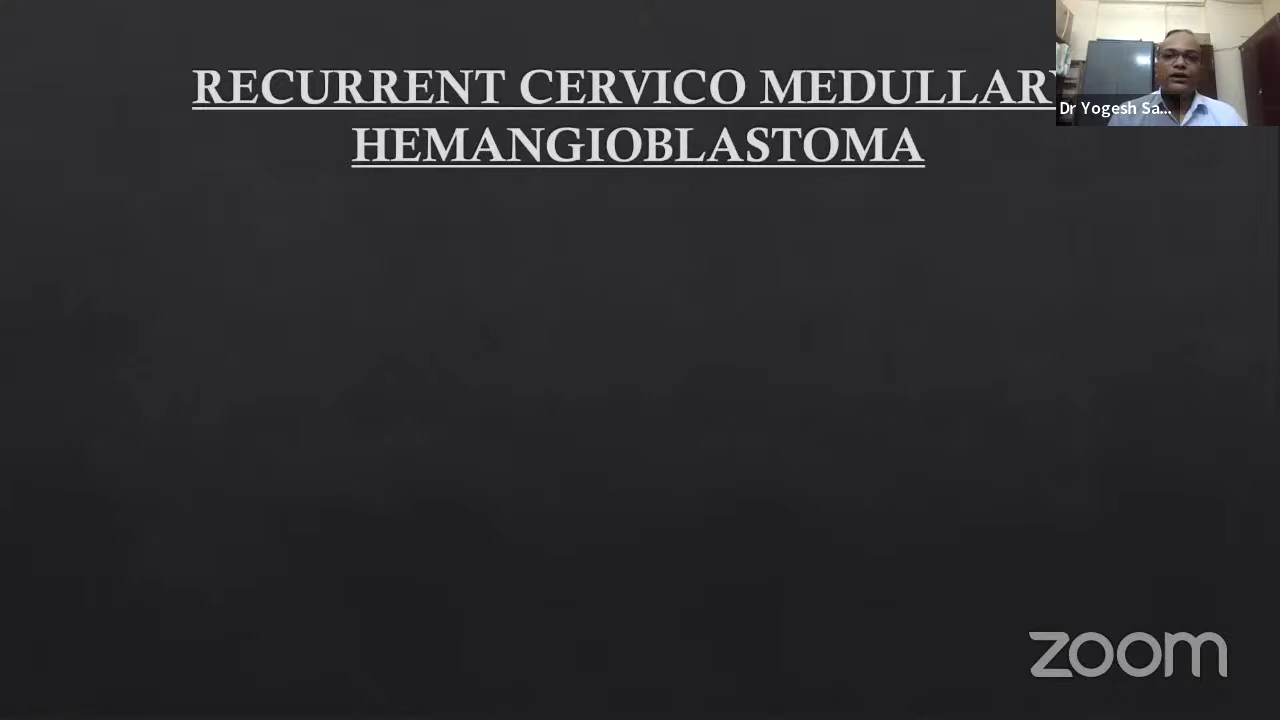 RECURRENT CERVICO MEDULLARY
HEMANGIOBLASTOMA
Dr Yogesh Sa...
zoom